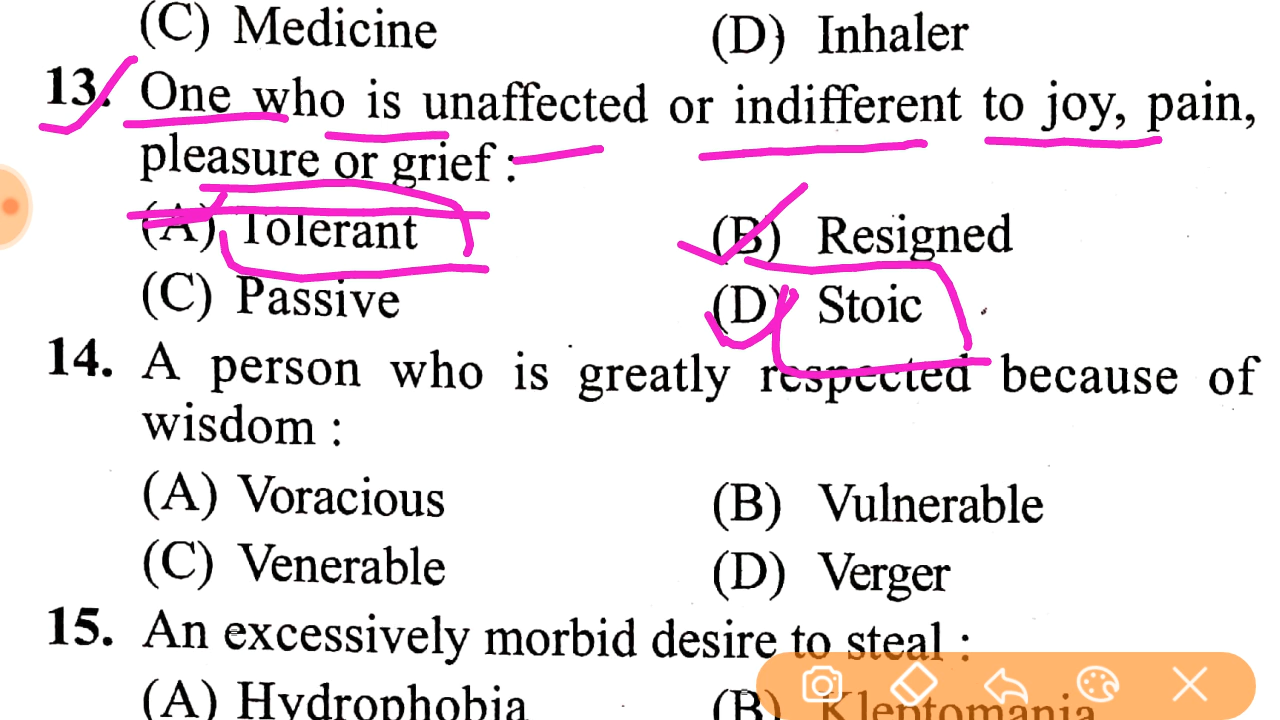 (C) Medicine (D) Inhaler
13. One who is unaffected or indifferent to joy, pain,
pleasure or grief :
(A) Tolerant (B) Resigned
(C) Passive (D) Stoic
14. A person who is greatly respected because of
wisdom :
(A) Voracious (B) Vulnerable
(C) Venerable (D) Verger
15. An excessively morbid desire to steal :
(A) Hydrophobia (B) Kleptomania